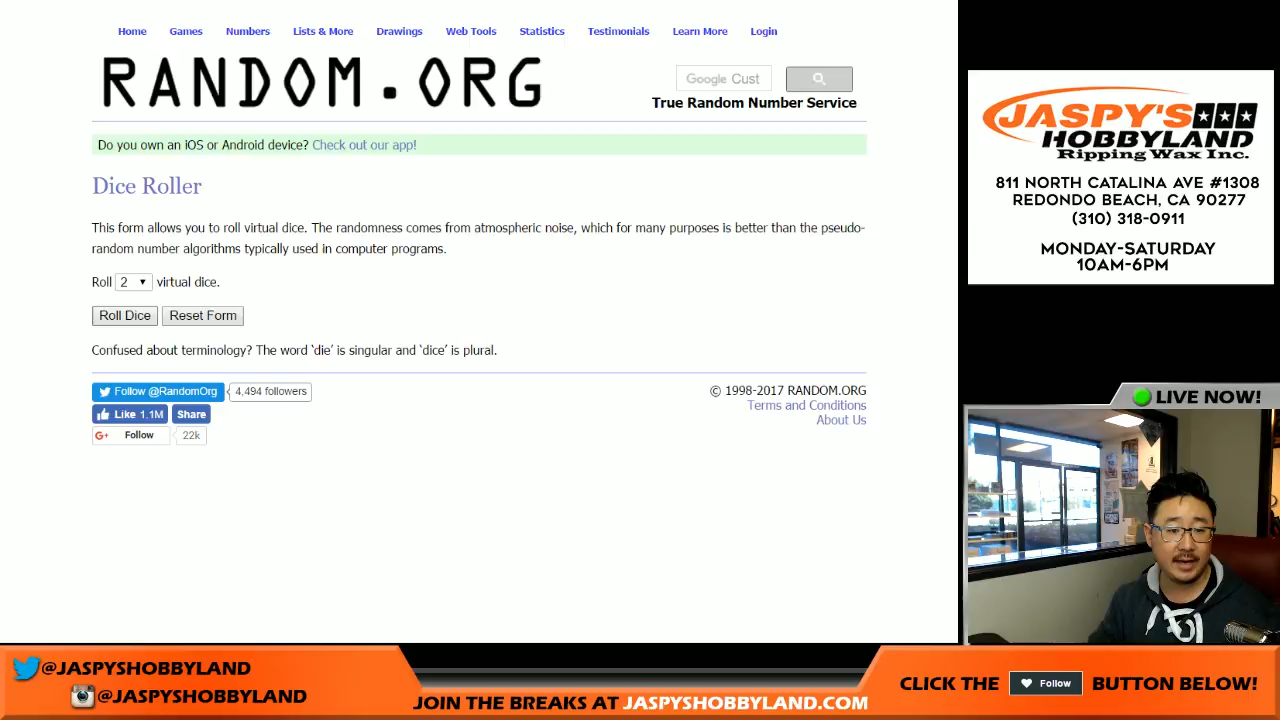 Home Games Numbers Lists & More Drawings Web Tools Statistics Testimonials Learn More Login
RANDOM.ORG
Google Cust
True Random Number Service
Do you own an iOS or Android device? Check out our app!
Dice Roller
This form allows you to roll virtual dice. The randomness comes from atmospheric noise, which for many purposes is better than the pseudo-
random number algorithms typically used in computer programs.
Roll 2 virtual dice.
Roll Dice Reset Form
Confused about terminology? The word ‘die’ is singular and ‘dice’ is plural.
Follow @RandomOrg 4,494 followers
Like 1.1M Share
G+ Follow 22k
© 1998-2017 RANDOM.ORG
Terms and Conditions
About Us
JASPY'S
HOBBYLAND
Ripping Wax Inc.
811 NORTH CATALINA AVE #1308
REDONDO BEACH, CA 90277
(310) 318-0911
MONDAY-SATURDAY
10AM-6PM
LIVE NOW!
@JASPYSHOBBYLAND
@JASPYSHOBBYLAND
JOIN THE BREAKS AT JASPYSHOBBYLAND.COM
CLICK THE Follow BUTTON BELOW!